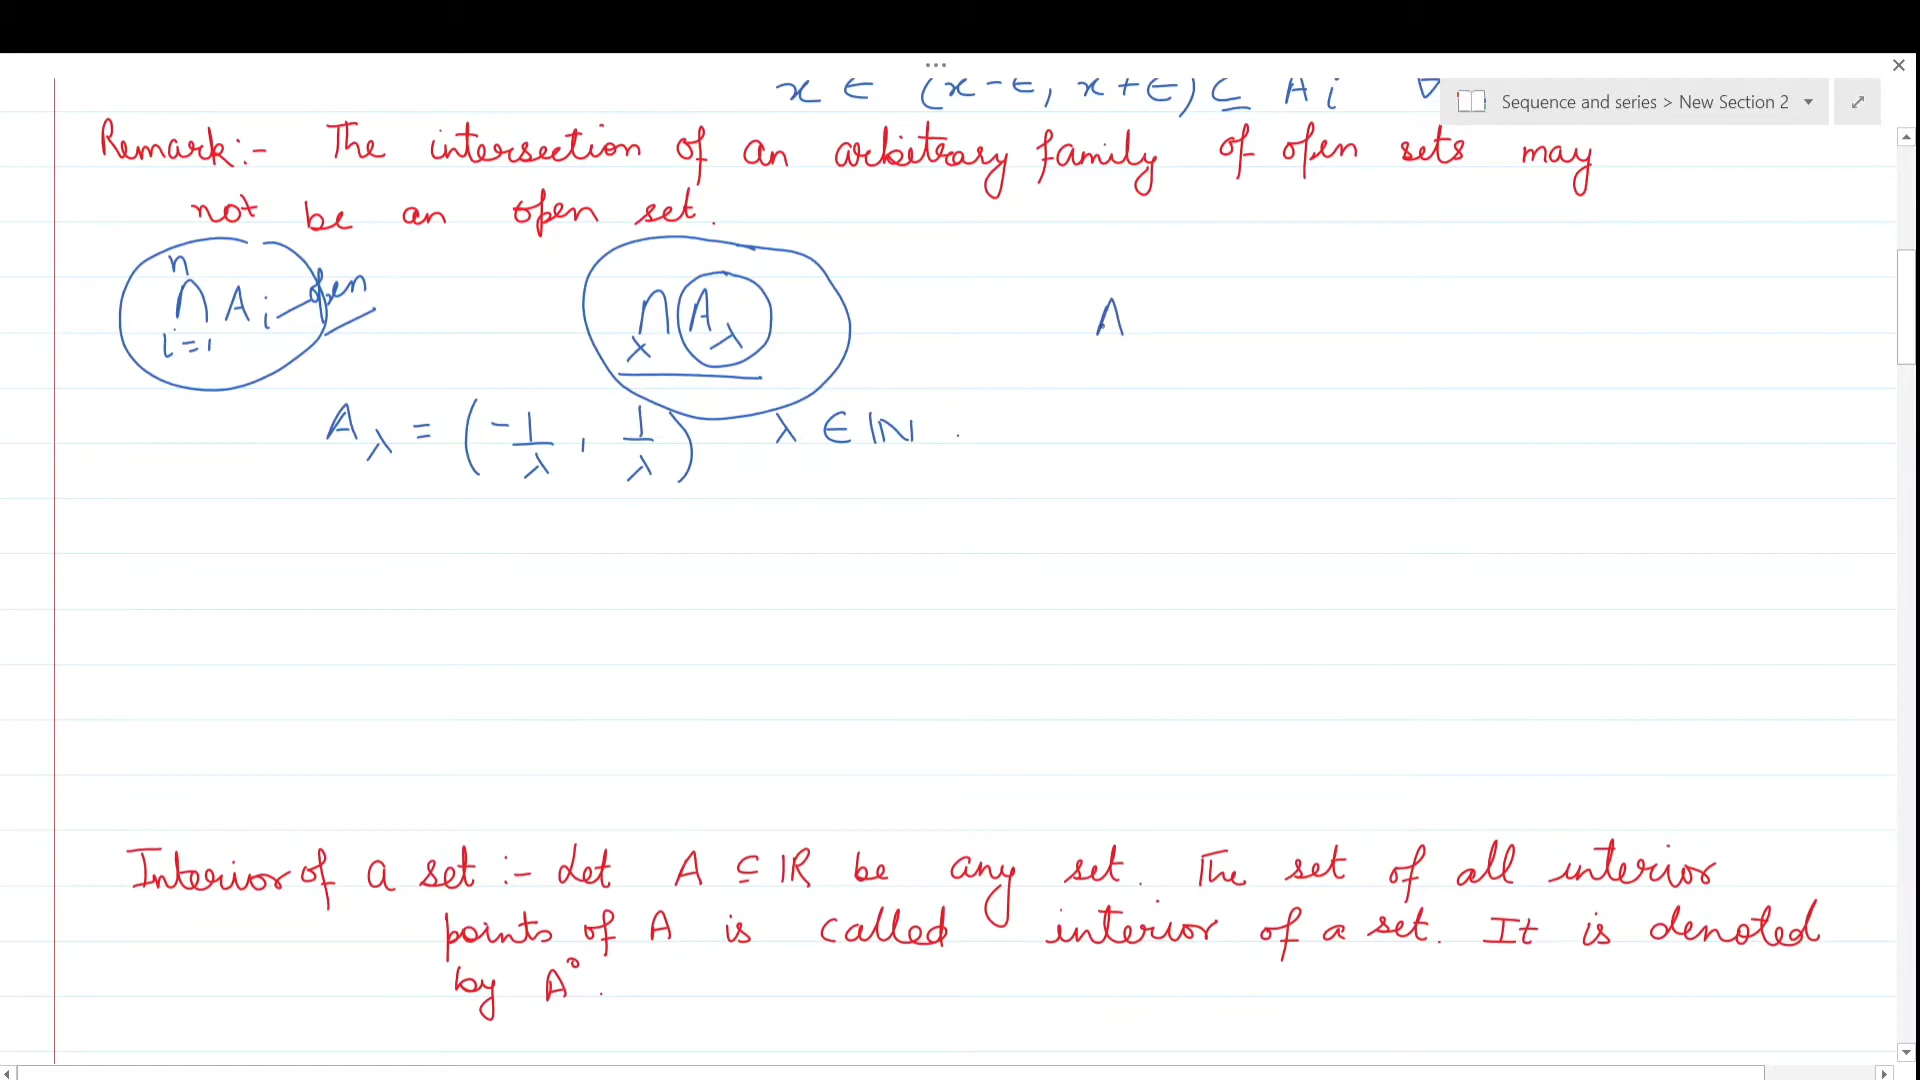 x ∈ (x-ϵ, x+ϵ) ⊆ Ai ∀
Sequence and series > New Section 2
Remark:- The intersection of an arbitrary family of open sets may
not be an open set.
n
⋂ Ai open
i=1
⋂ Aλ
λ
A
Aλ = (-1/λ, 1/λ) λ ∈ ℕ.
Interior of a set :- Let A ⊆ ℝ be any set. The set of all interior
points of A is called interior of a set. It is denoted
by A°.